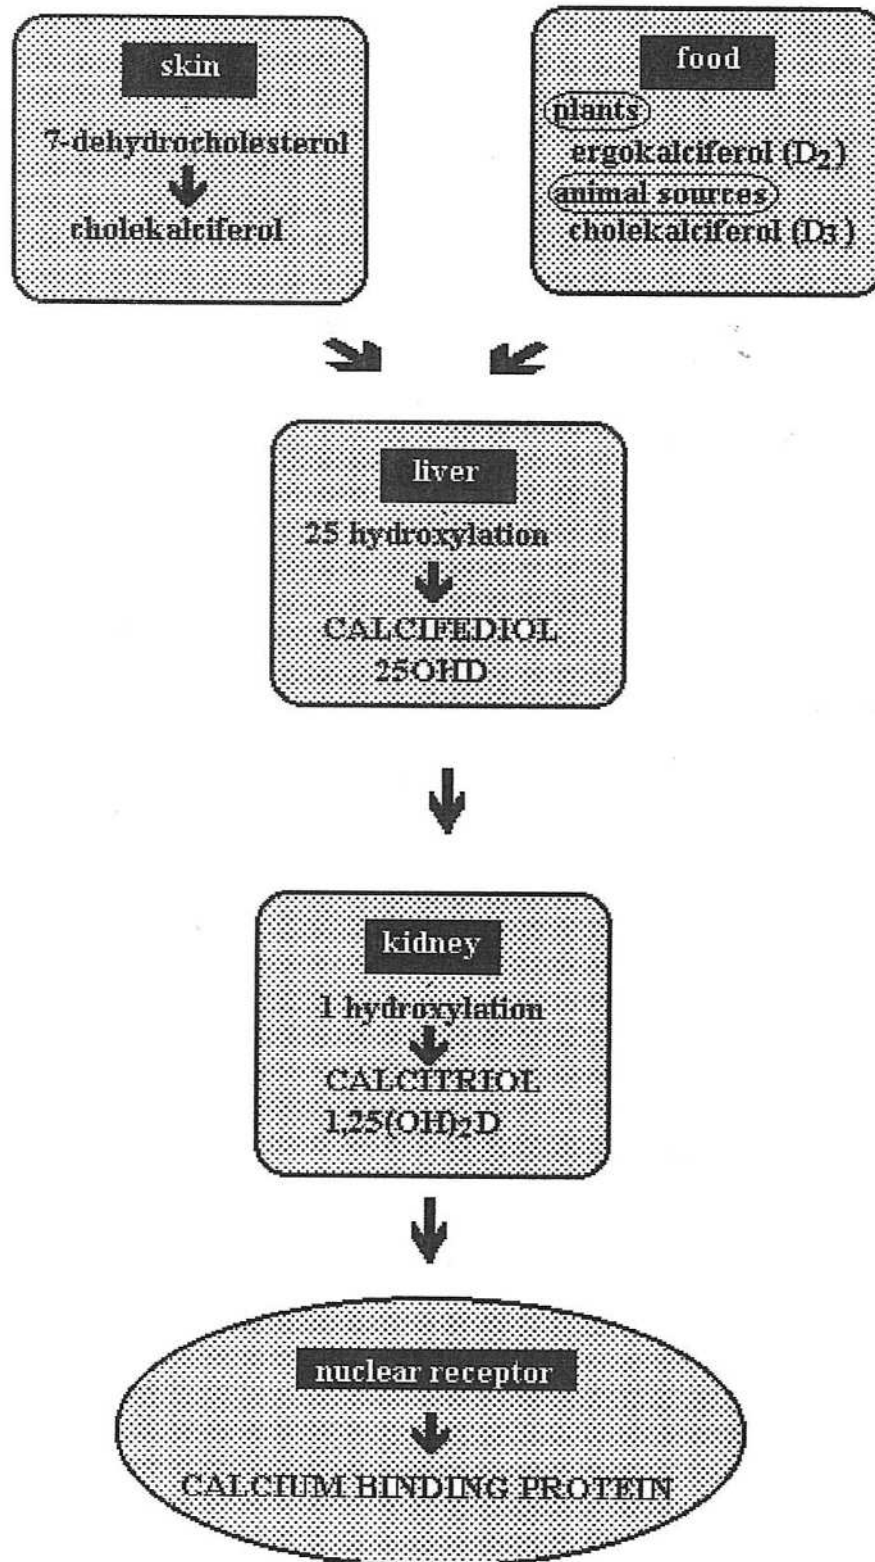 skin
7-dehydrocholesterol
cholekalciferol
food
plants
ergokalciferol (D2)
animal sources
cholekalciferol (D3)
liver
25 hydroxylation
CALCIFEDIOL
25OHD
kidney
1 hydroxylation
CALCITRIOL
1,25(OH)2D
nuclear receptor
CALCIUM BINDING PROTEIN